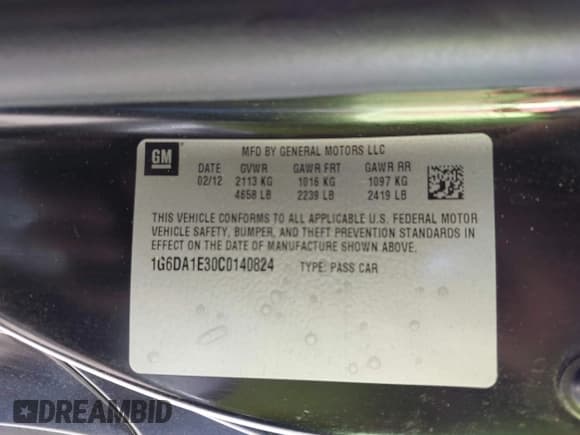 GM
MFD BY GENERAL MOTORS LLC
DATE GVWR GAWR FRT GAWR RR
02/12 2113 KG 1016 KG 1097 KG
4658 LB 2239 LB 2419 LB
THIS VEHICLE CONFORMS TO ALL APPLICABLE U.S. FEDERAL MOTOR
VEHICLE SAFETY, BUMPER, AND THEFT PREVENTION STANDARDS IN
EFFECT ON THE DATE OF MANUFACTURE SHOWN ABOVE.
1G6DA1E30C0140824 TYPE: PASS CAR
DREAMBID